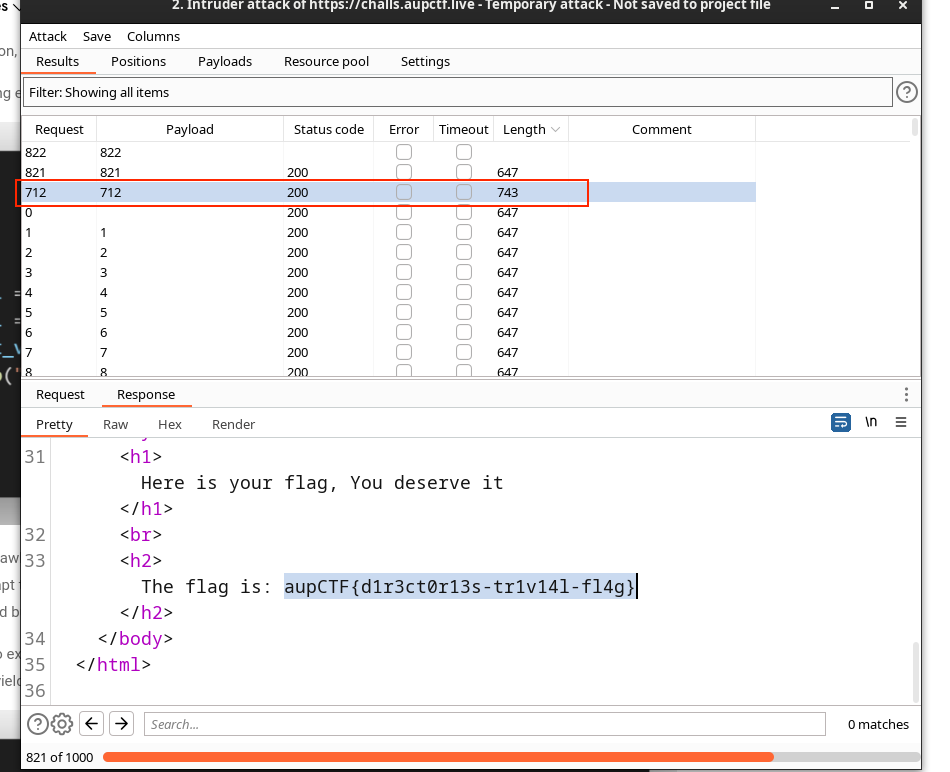 2. Intruder attack of https://challs.aupctf.live - Temporary attack - Not saved to project file
Attack Save Columns
Results Positions Payloads Resource pool Settings
Filter: Showing all items
Request Payload Status code Error Timeout Length Comment
822 822
821 821 200 647
712 712 200 743
0 200 647
1 1 200 647
2 2 200 647
3 3 200 647
4 4 200 647
5 5 200 647
6 6 200 647
7 7 200 647
8 8 200 647
Request Response
Pretty Raw Hex Render \n
31 <h1>
Here is your flag, You deserve it
</h1>
32 <br>
33 <h2>
The flag is: aupCTF{d1r3ct0r13s-tr1v14l-fl4g}
</h2>
34 </body>
35 </html>
36
Search... 0 matches
821 of 1000